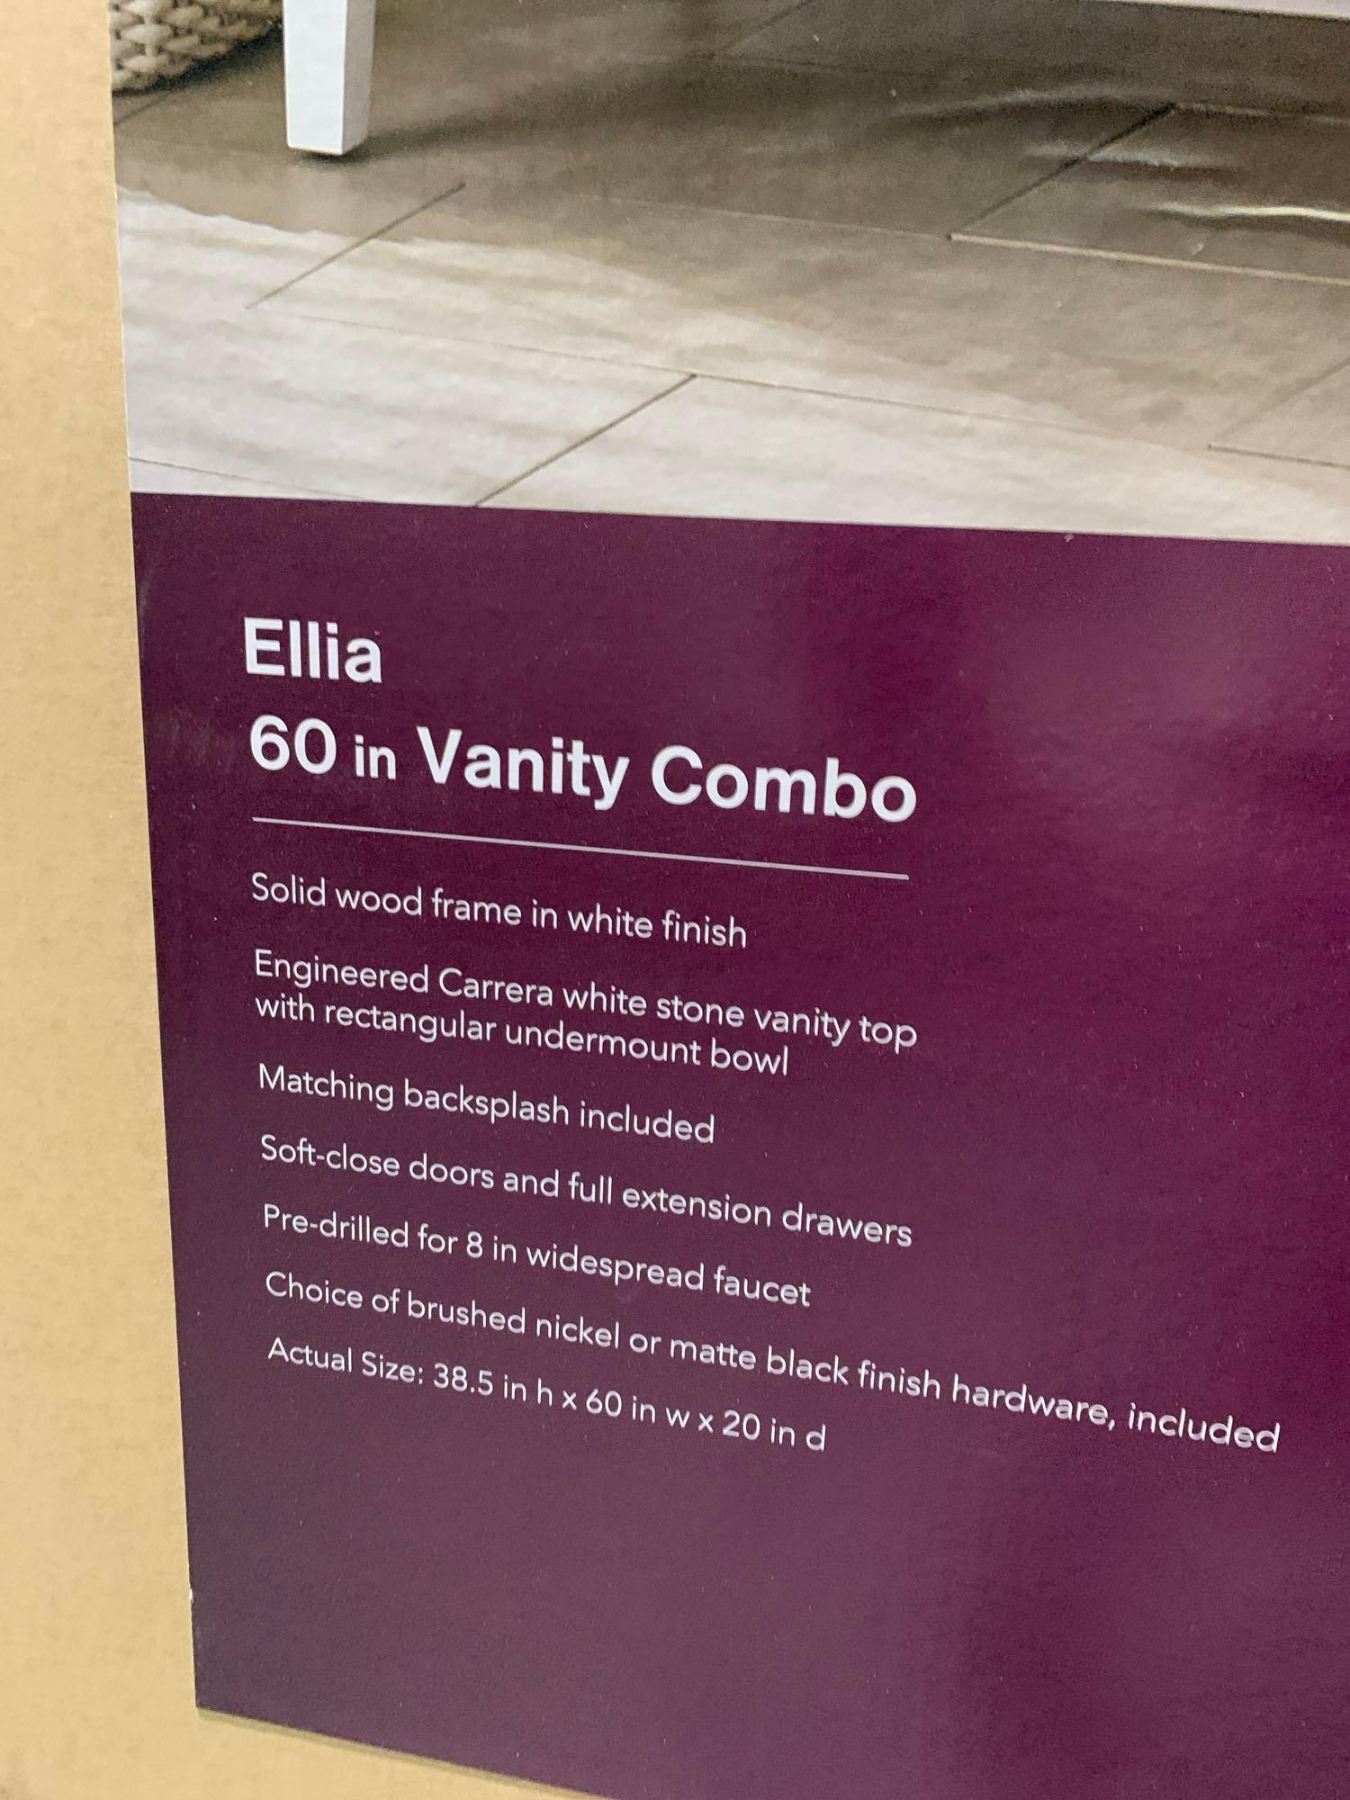 Ellia
60 in Vanity Combo
Solid wood frame in white finish
Engineered Carrera white stone vanity top
with rectangular undermount bowl
Matching backsplash included
Soft-close doors and full extension drawers
Pre-drilled for 8 in widespread faucet
Choice of brushed nickel or matte black finish hardware, included
Actual Size: 38.5 in h x 60 in w x 20 in d